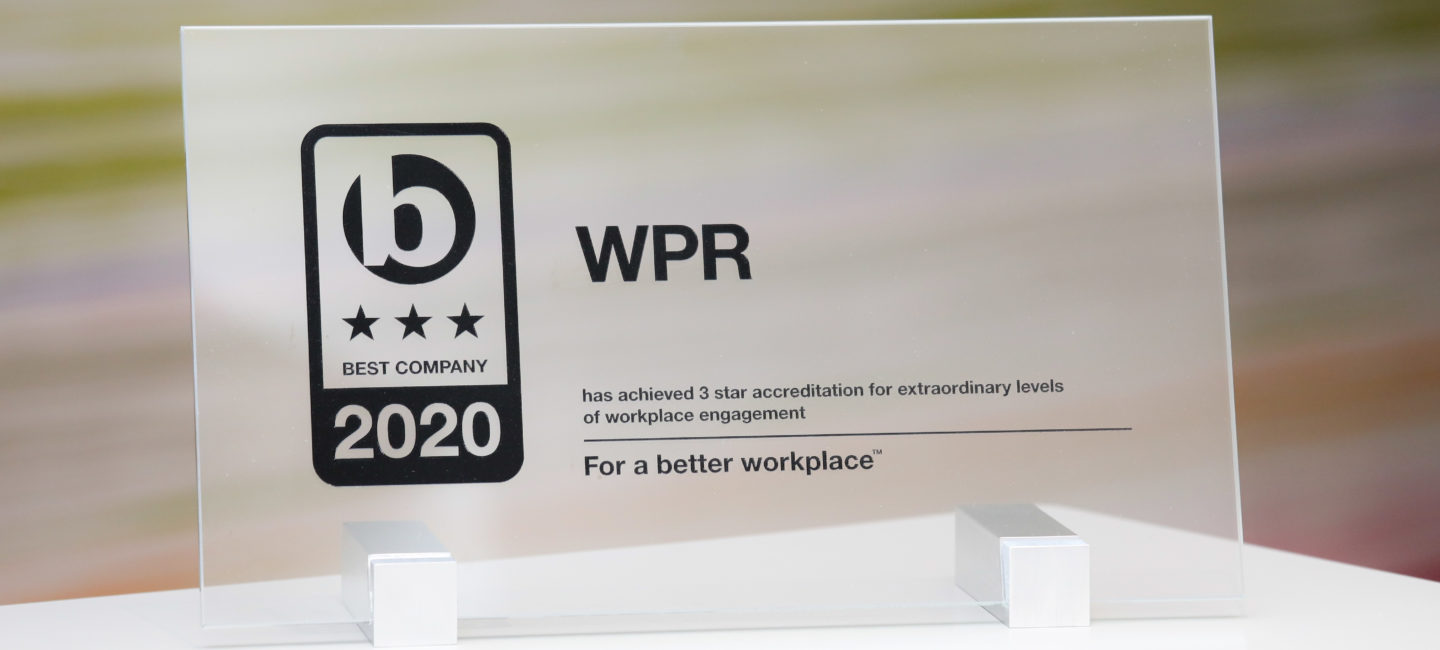 b
BEST COMPANY
2020
WPR
has achieved 3 star accreditation for extraordinary levels
of workplace engagement
For a better workplace™